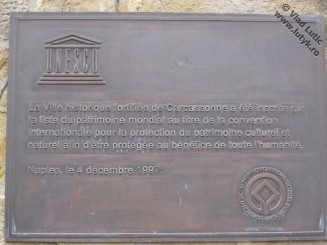 © Vlad Lutic
www.lutyk.ro
UNESCO
La Ville historique fortifiée de Carcassonne a été inscrite sur
la liste du patrimoine mondial au titre de la convention
internationale pour la protection du patrimoine culturel et
naturel afin d'être protégée au bénéfice de toute l'humanité.
Naples, le 4 décembre 1997.